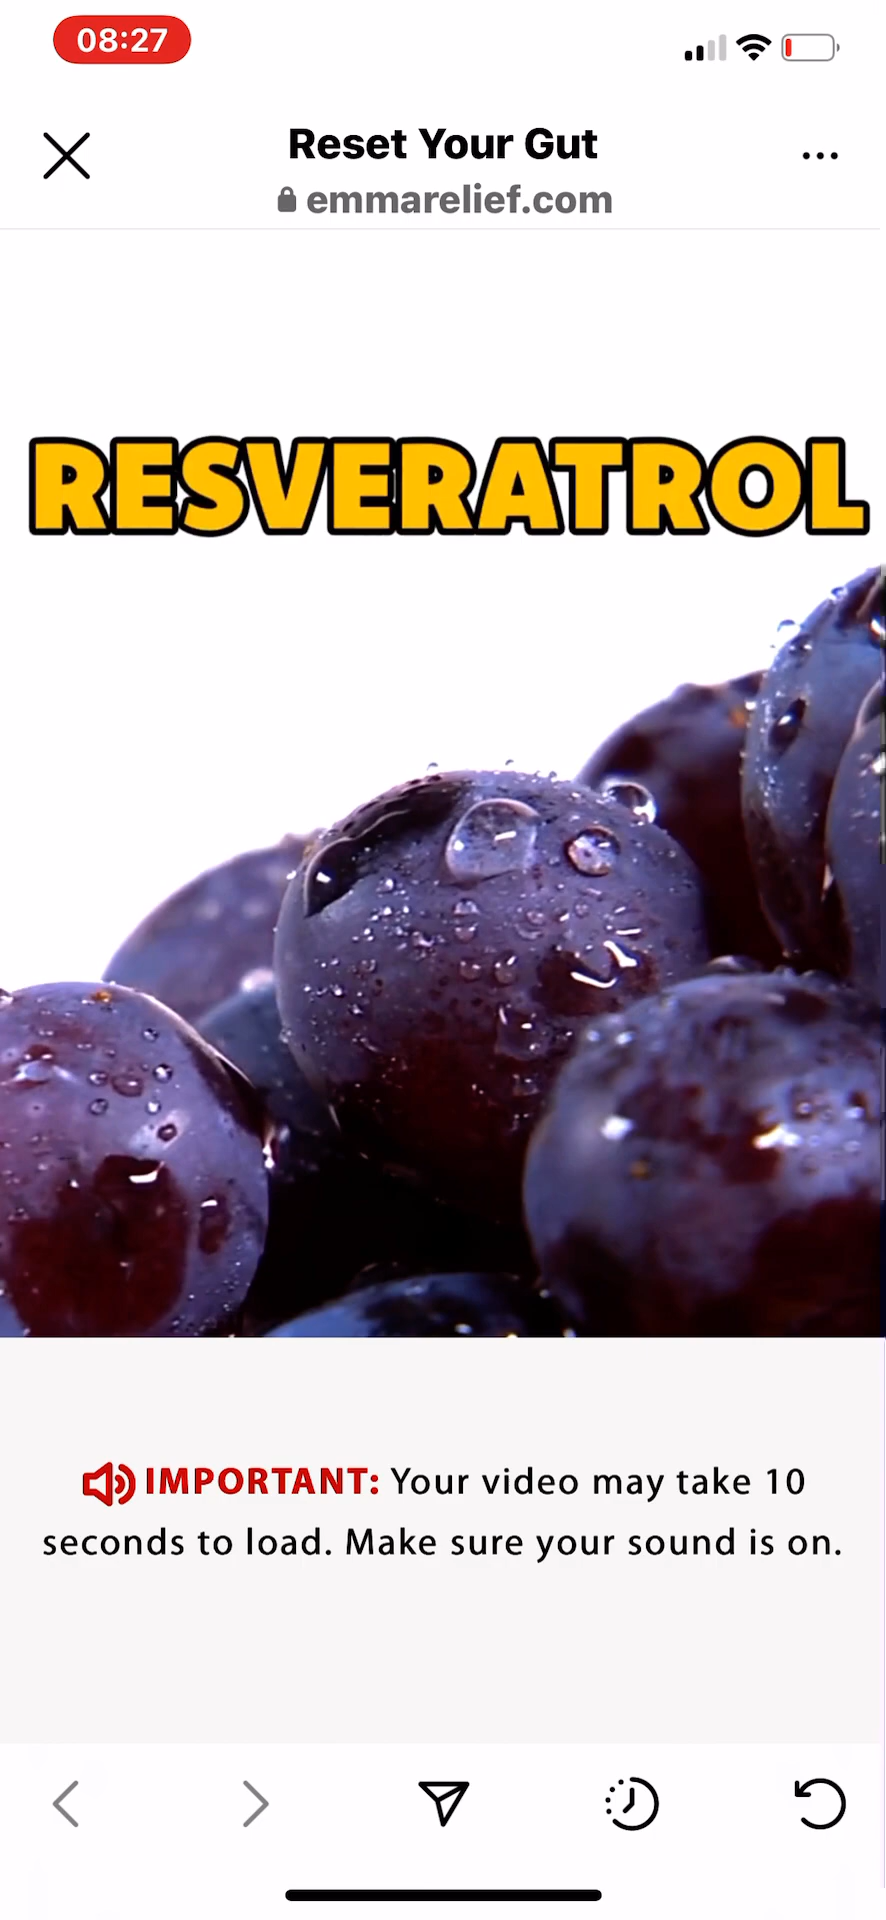 08:27
Reset Your Gut
emmarelief.com
RESVERATROL
IMPORTANT: Your video may take 10
seconds to load. Make sure your sound is on.